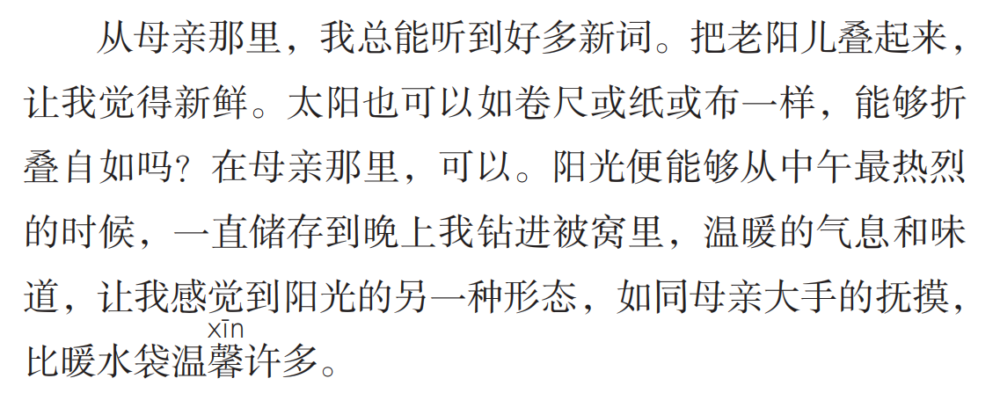 从母亲那里，我总能听到好多新词。把老阳儿叠起来，
让我觉得新鲜。太阳也可以如卷尺或纸或布一样，能够折
叠自如吗？在母亲那里，可以。阳光便能够从中午最热烈
的时候，一直储存到晚上我钻进被窝里，温暖的气息和味
道，让我感觉到阳光的另一种形态，如同母亲大手的抚摸，
xīn
比暖水袋温馨许多。